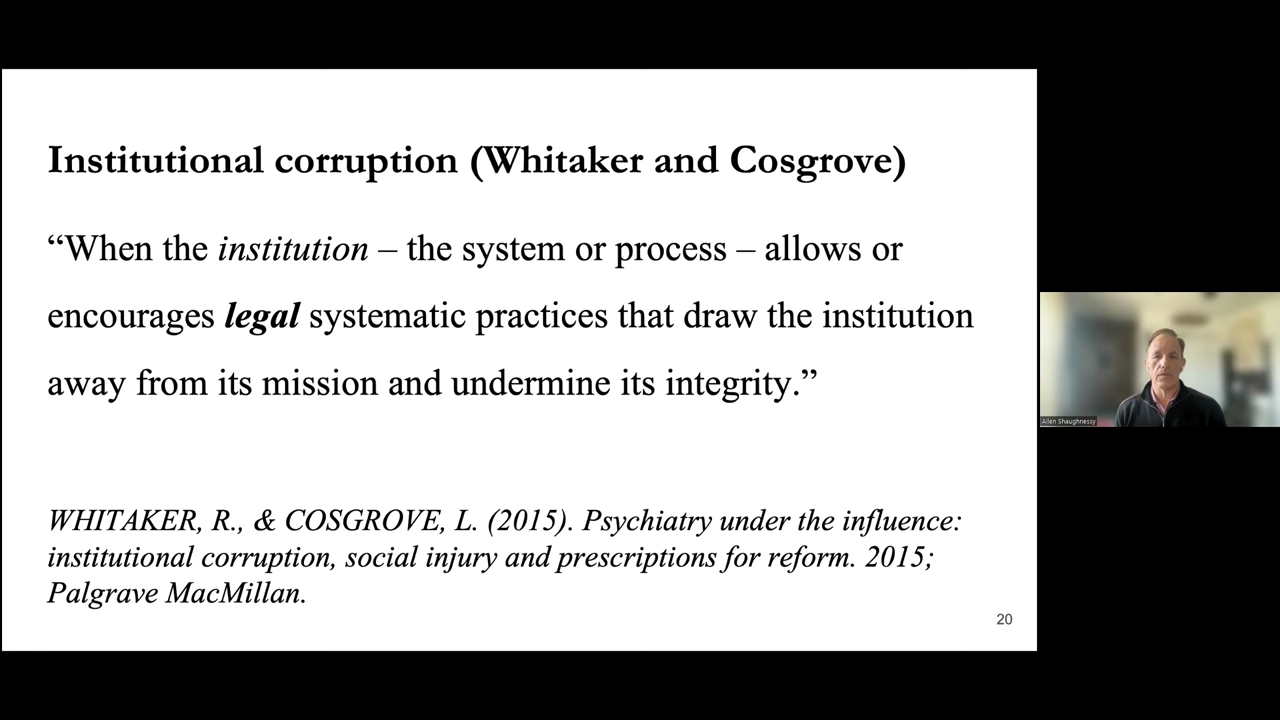 Institutional corruption (Whitaker and Cosgrove)
“When the institution – the system or process – allows or
encourages legal systematic practices that draw the institution
away from its mission and undermine its integrity.”
WHITAKER, R., & COSGROVE, L. (2015). Psychiatry under the influence:
institutional corruption, social injury and prescriptions for reform. 2015;
Palgrave MacMillan.
20
Allen Shaughnessy